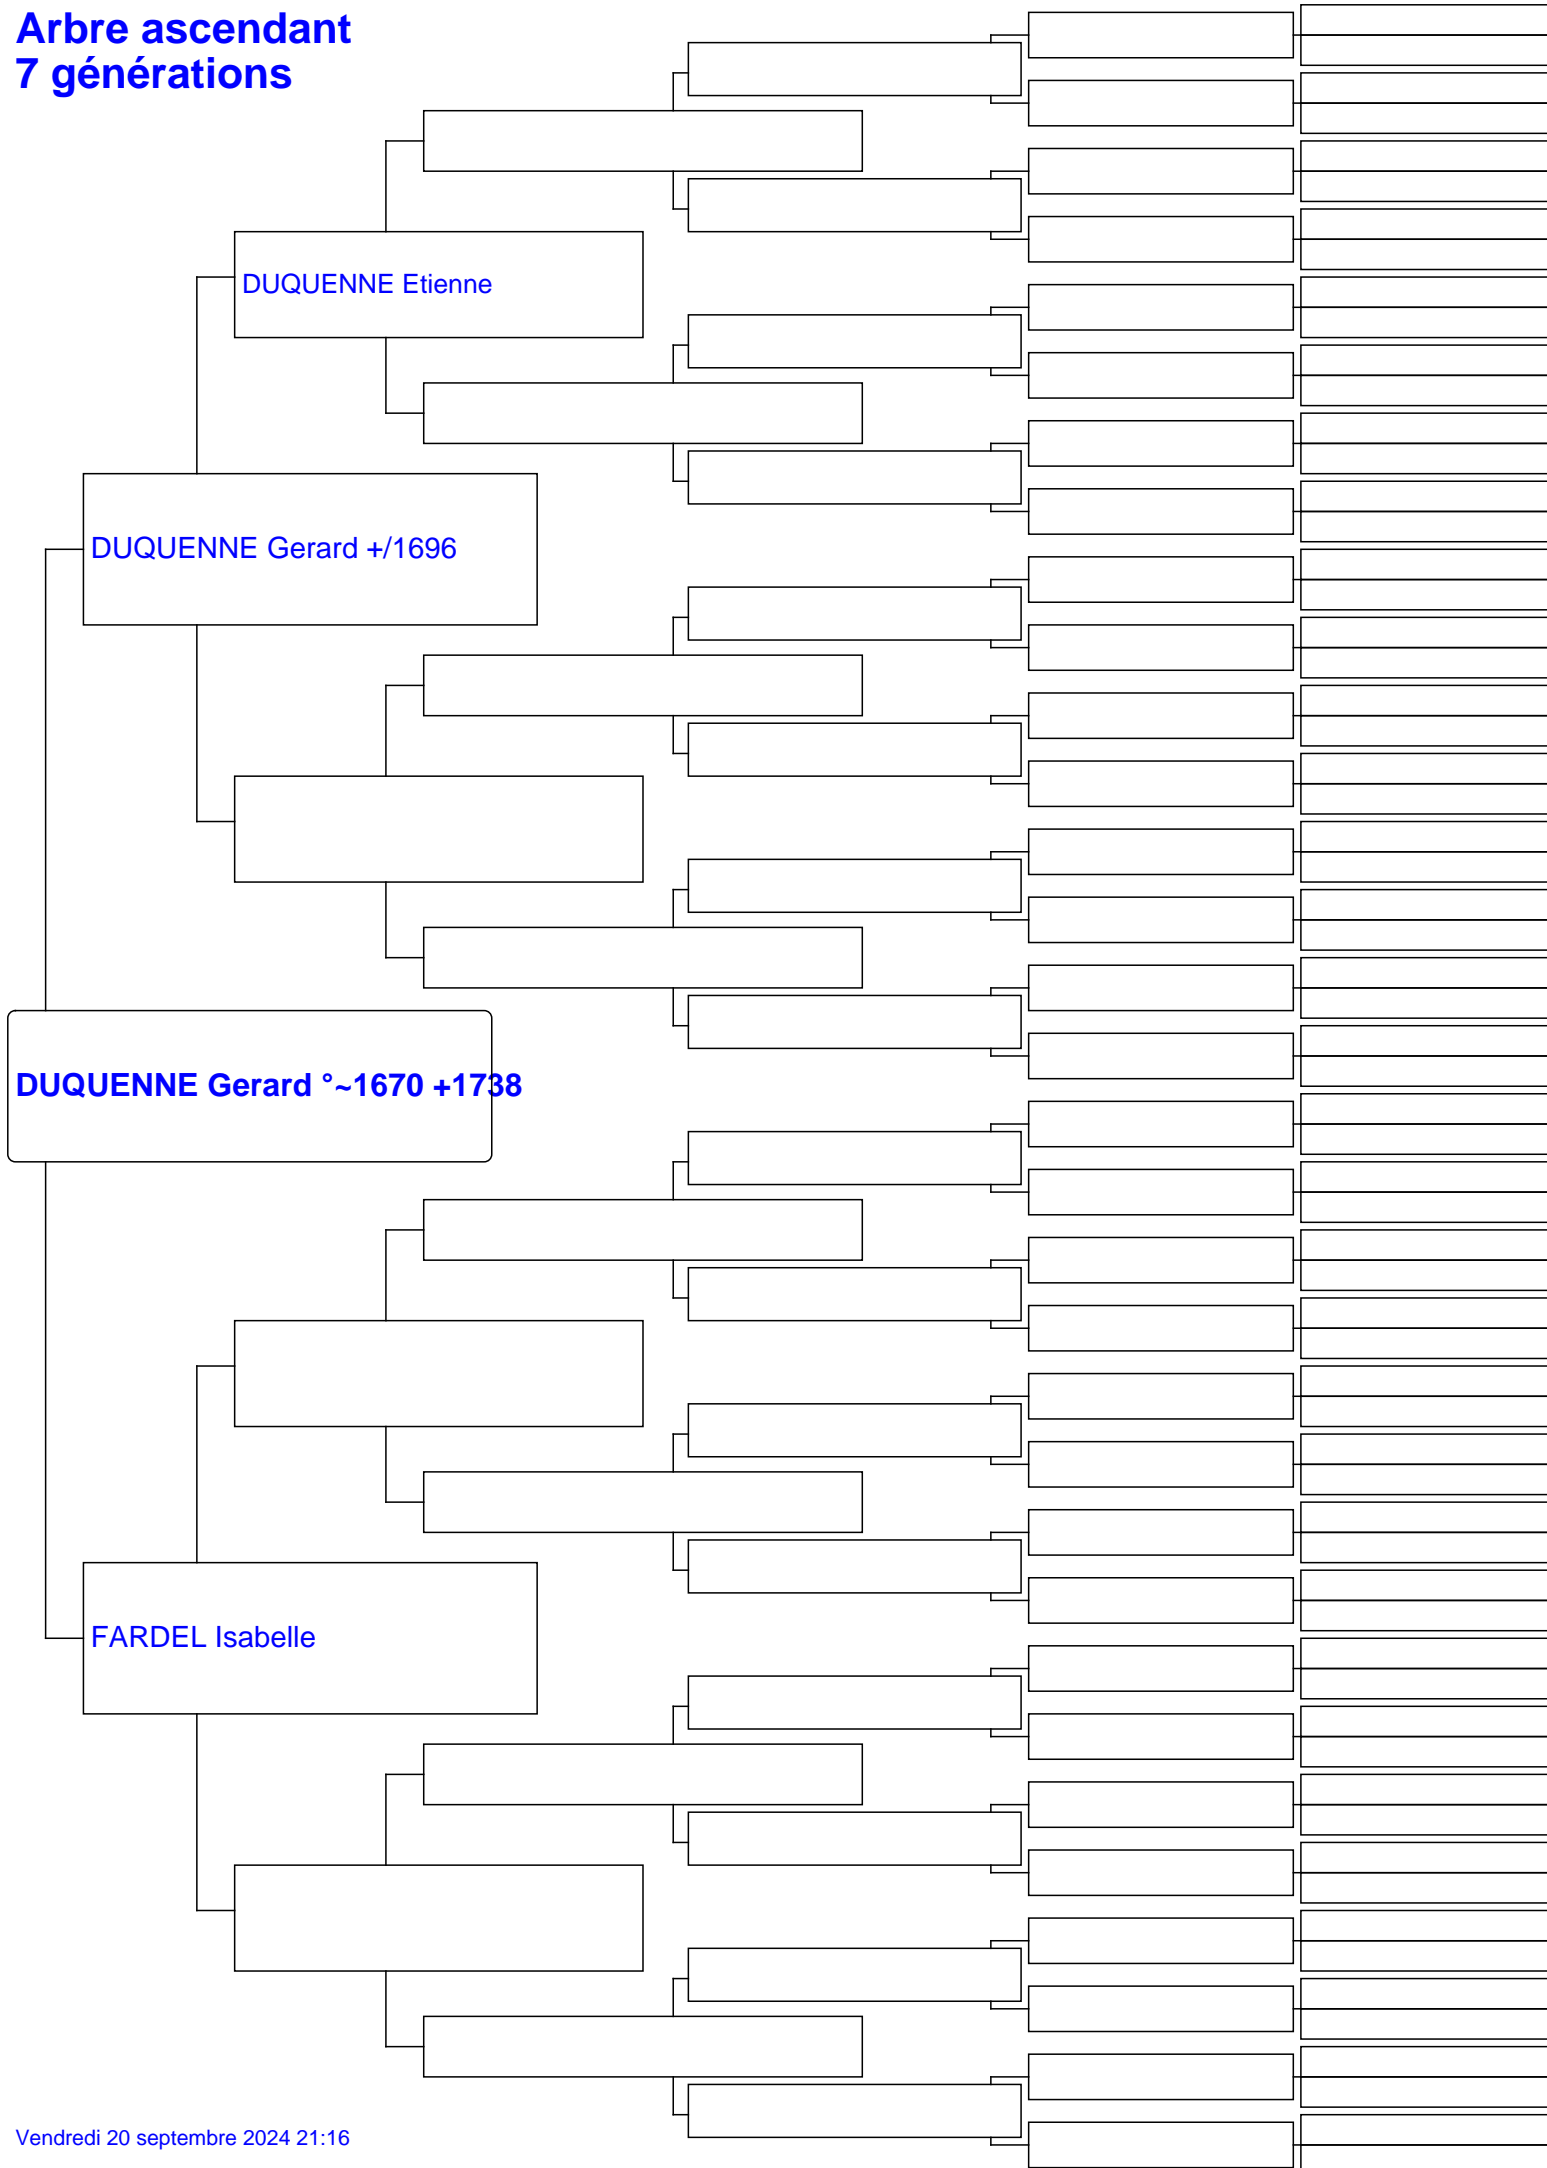 Arbre ascendant
7 générations
DUQUENNE Etienne
DUQUENNE Gerard +/1696
DUQUENNE Gerard °~1670 +1738
FARDEL Isabelle
Vendredi 20 septembre 2024 21:16